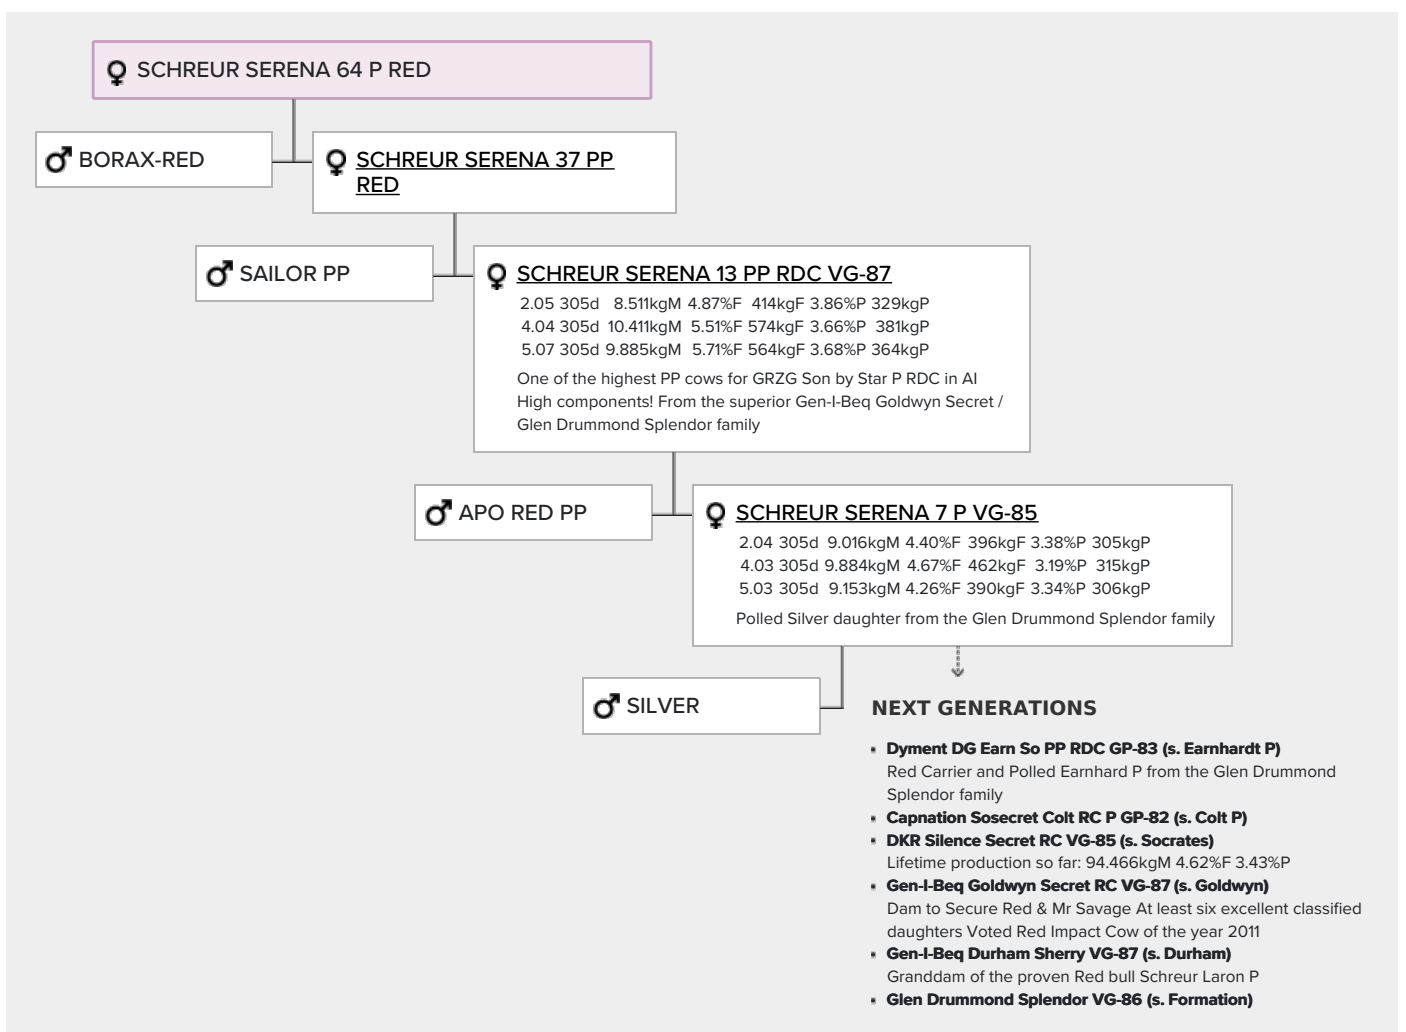 SCHREUR SERENA 64 P RED
BORAX-RED
SCHREUR SERENA 37 PP
RED
SAILOR PP
SCHREUR SERENA 13 PP RDC VG-87
2.05 305d 8.511kgM 4.87%F 414kgF 3.86%P 329kgP
4.04 305d 10.411kgM 5.51%F 574kgF 3.66%P 381kgP
5.07 305d 9.885kgM 5.71%F 564kgF 3.68%P 364kgP
One of the highest PP cows for GRZG Son by Star P RDC in AI
High components! From the superior Gen-I-Beq Goldwyn Secret /
Glen Drummond Splendor family
APO RED PP
SCHREUR SERENA 7 P VG-85
2.04 305d 9.016kgM 4.40%F 396kgF 3.38%P 305kgP
4.03 305d 9.884kgM 4.67%F 462kgF 3.19%P 315kgP
5.03 305d 9.153kgM 4.26%F 390kgF 3.34%P 306kgP
Polled Silver daughter from the Glen Drummond Splendor family
SILVER
NEXT GENERATIONS
Dyment DG Earn So PP RDC GP-83 (s. Earnhardt P)
Red Carrier and Polled Earnhard P from the Glen Drummond
Splendor family
Capnation Sosecret Colt RC P GP-82 (s. Colt P)
DKR Silence Secret RC VG-85 (s. Socrates)
Lifetime production so far: 94.466kgM 4.62%F 3.43%P
Gen-I-Beq Goldwyn Secret RC VG-87 (s. Goldwyn)
Dam to Secure Red & Mr Savage At least six excellent classified
daughters Voted Red Impact Cow of the year 2011
Gen-I-Beq Durham Sherry VG-87 (s. Durham)
Granddam of the proven Red bull Schreur Laron P
Glen Drummond Splendor VG-86 (s. Formation)